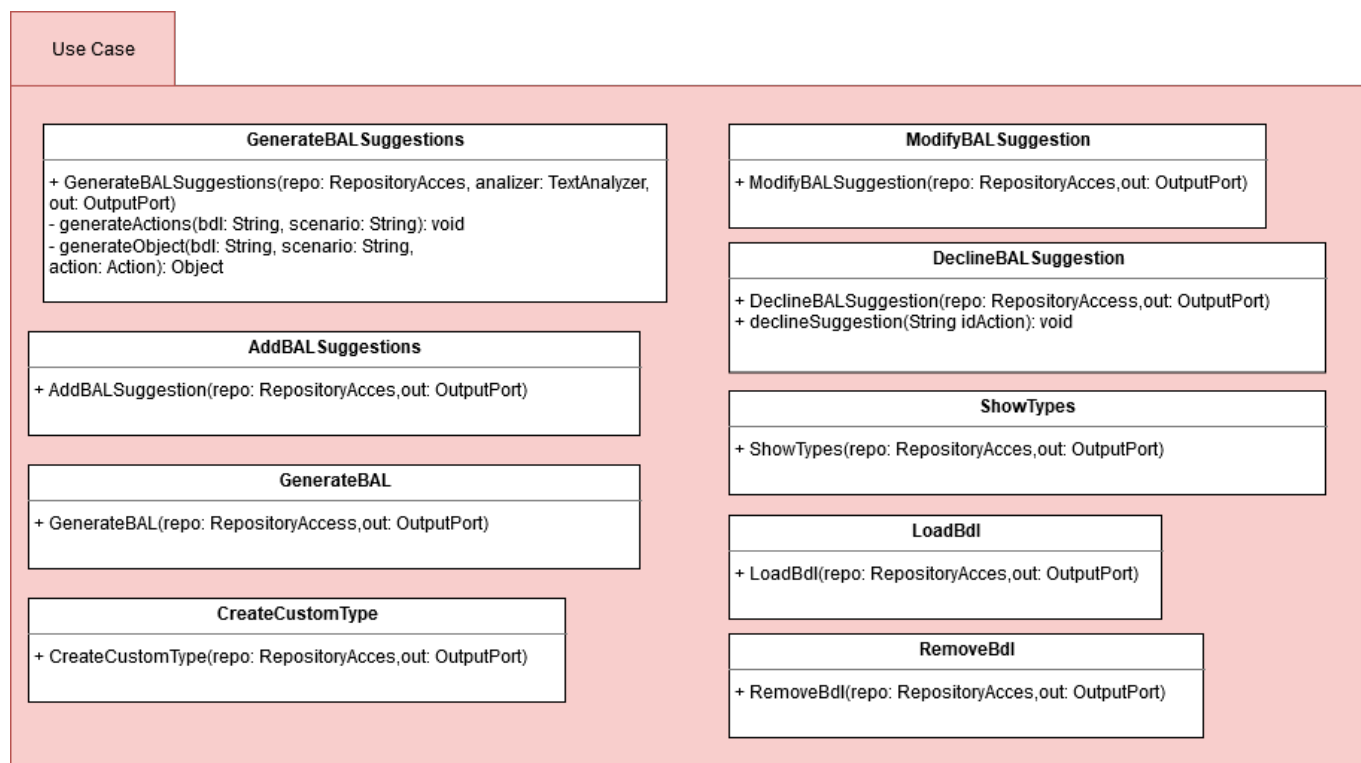 Use Case
GenerateBALSuggestions
+ GenerateBALSuggestions(repo: RepositoryAcces, analizer: TextAnalyzer,
out: OutputPort)
- generateActions(bdl: String, scenario: String): void
- generateObject(bdl: String, scenario: String,
action: Action): Object
AddBALSuggestions
+ AddBALSuggestion(repo: RepositoryAcces,out: OutputPort)
GenerateBAL
+ GenerateBAL(repo: RepositoryAccess,out: OutputPort)
CreateCustomType
+ CreateCustomType(repo: RepositoryAcces,out: OutputPort)
ModifyBALSuggestion
+ ModifyBALSuggestion(repo: RepositoryAcces,out: OutputPort)
DeclineBALSuggestion
+ DeclineBALSuggestion(repo: RepositoryAccess,out: OutputPort)
+ declineSuggestion(String idAction): void
ShowTypes
+ ShowTypes(repo: RepositoryAcces,out: OutputPort)
LoadBdl
+ LoadBdl(repo: RepositoryAcces,out: OutputPort)
RemoveBdl
+ RemoveBdl(repo: RepositoryAcces,out: OutputPort)